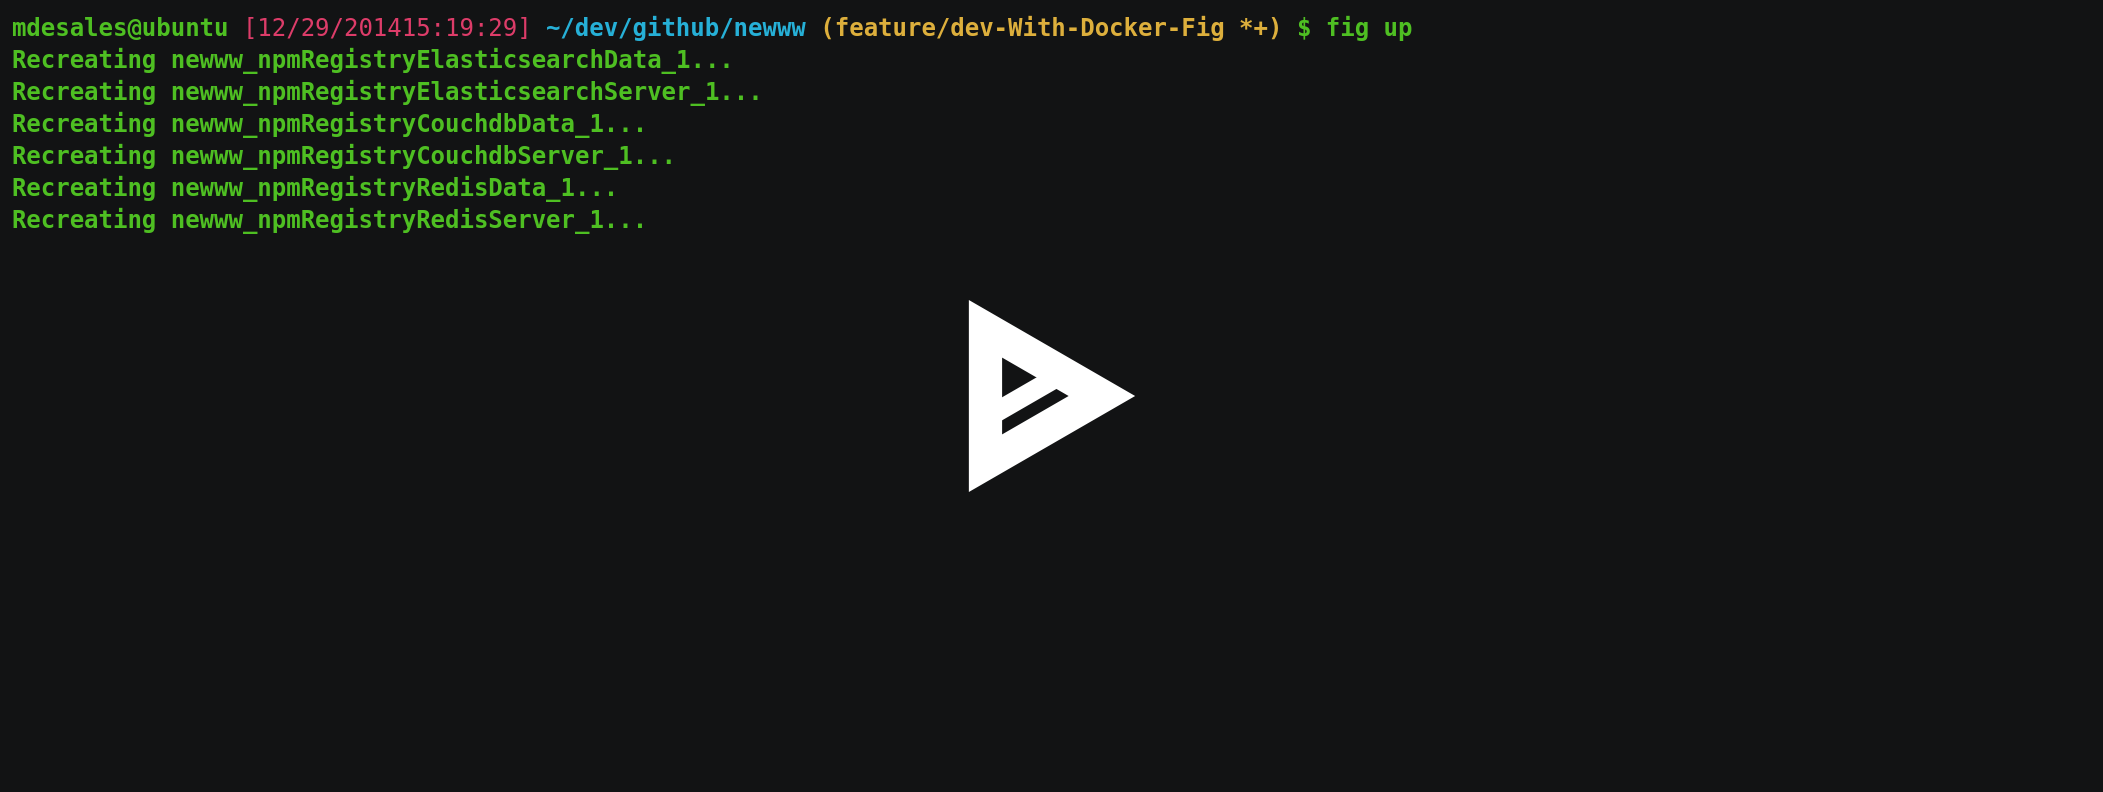 mdesales@ubuntu [12/29/201415:19:29] ~/dev/github/newww (feature/dev-With-Docker-Fig *+) $ fig up
Recreating newww_npmRegistryElasticsearchData_1...
Recreating newww_npmRegistryElasticsearchServer_1...
Recreating newww_npmRegistryCouchdbData_1...
Recreating newww_npmRegistryCouchdbServer_1...
Recreating newww_npmRegistryRedisData_1...
Recreating newww_npmRegistryRedisServer_1...